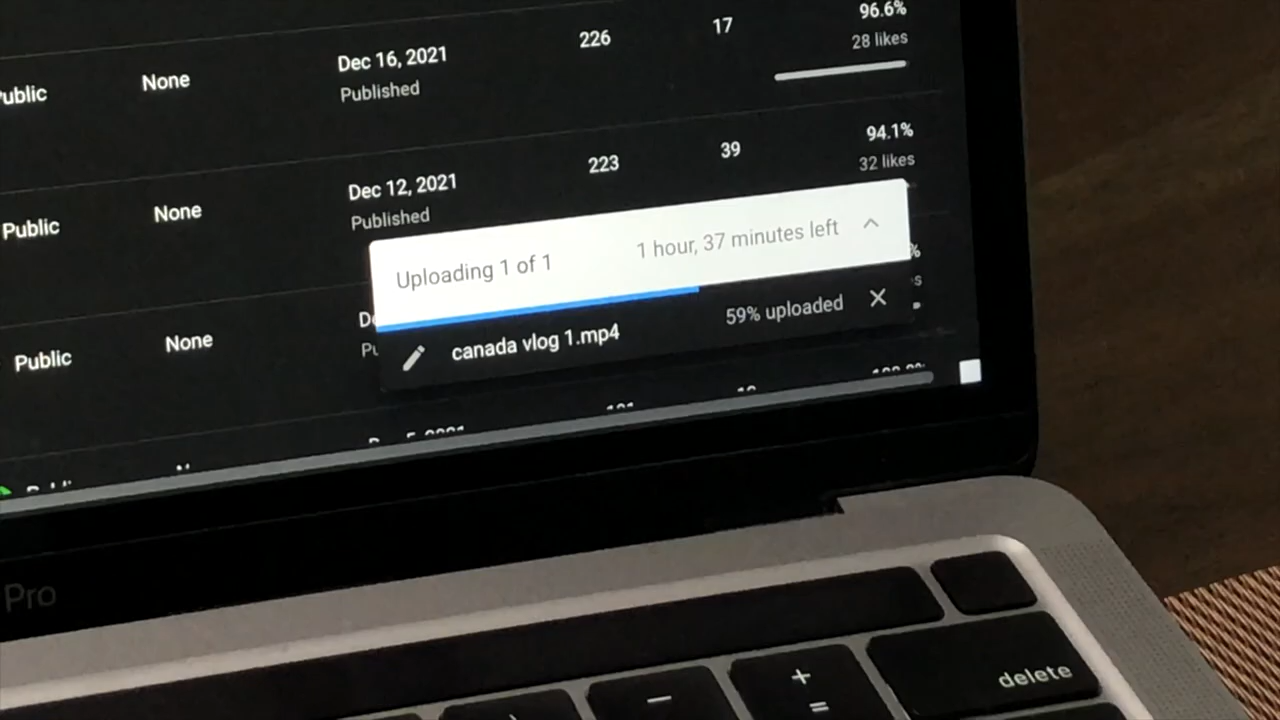 96.6%
Dec 16, 2021 226 17 28 likes
Public None Published
94.1%
Dec 12, 2021 223 39 32 likes
Public None Published
Uploading 1 of 1 1 hour, 37 minutes left
canada vlog 1.mp4 59% uploaded
Public None
Pro
delete
+
=
–